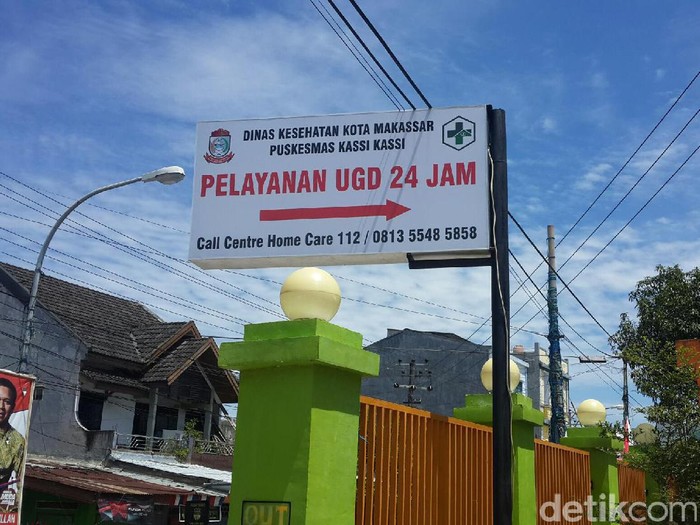 DINAS KESEHATAN KOTA MAKASSAR
PUSKESMAS KASSI KASSI
PELAYANAN UGD 24 JAM
Call Centre Home Care 112 / 0813 5548 5858
OUT
detikcom